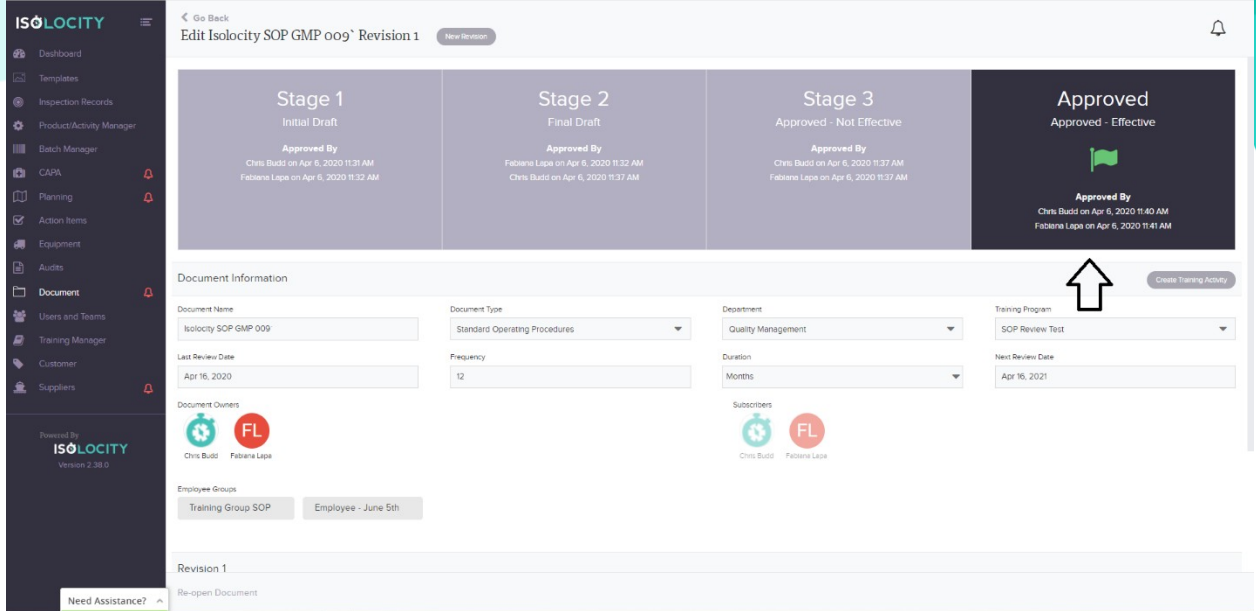 ISOLOCITY
Dashboard
Templates
Inspection Records
Product/Activity Manager
Batch Manager
CAPA
Planning
Action Items
Equipment
Audits
Document
Users and Teams
Training Manager
Customer
Suppliers
Powered By
ISOLOCITY
Version 2.38.0
Need Assistance?
Go Back
Edit Isolocity SOP GMP 009` Revision 1
New Revision
Stage 1
Initial Draft
Approved By
Chris Budd on Apr 6, 2020 11:31 AM
Fabiana Lapa on Apr 6, 2020 11:32 AM
Stage 2
Final Draft
Approved By
Fabiana Lapa on Apr 6, 2020 11:32 AM
Chris Budd on Apr 6, 2020 11:37 AM
Stage 3
Approved - Not Effective
Approved By
Chris Budd on Apr 6, 2020 11:37 AM
Fabiana Lapa on Apr 6, 2020 11:37 AM
Approved
Approved - Effective
Approved By
Chris Budd on Apr 6, 2020 11:40 AM
Fabiana Lapa on Apr 6, 2020 11:41 AM
Document Information
Create Training Activity
Document Name
Isolocity SOP GMP 009
Document Type
Standard Operating Procedures
Department
Quality Management
Training Program
SOP Review Test
Last Review Date
Apr 16, 2020
Frequency
12
Duration
Months
Next Review Date
Apr 16, 2021
Document Owners
FL
Chris Budd
Fabiana Lapa
Subscribers
FL
Chris Budd
Fabiana Lapa
Employee Groups
Training Group SOP
Employee - June 5th
Revision 1
Re-open Document